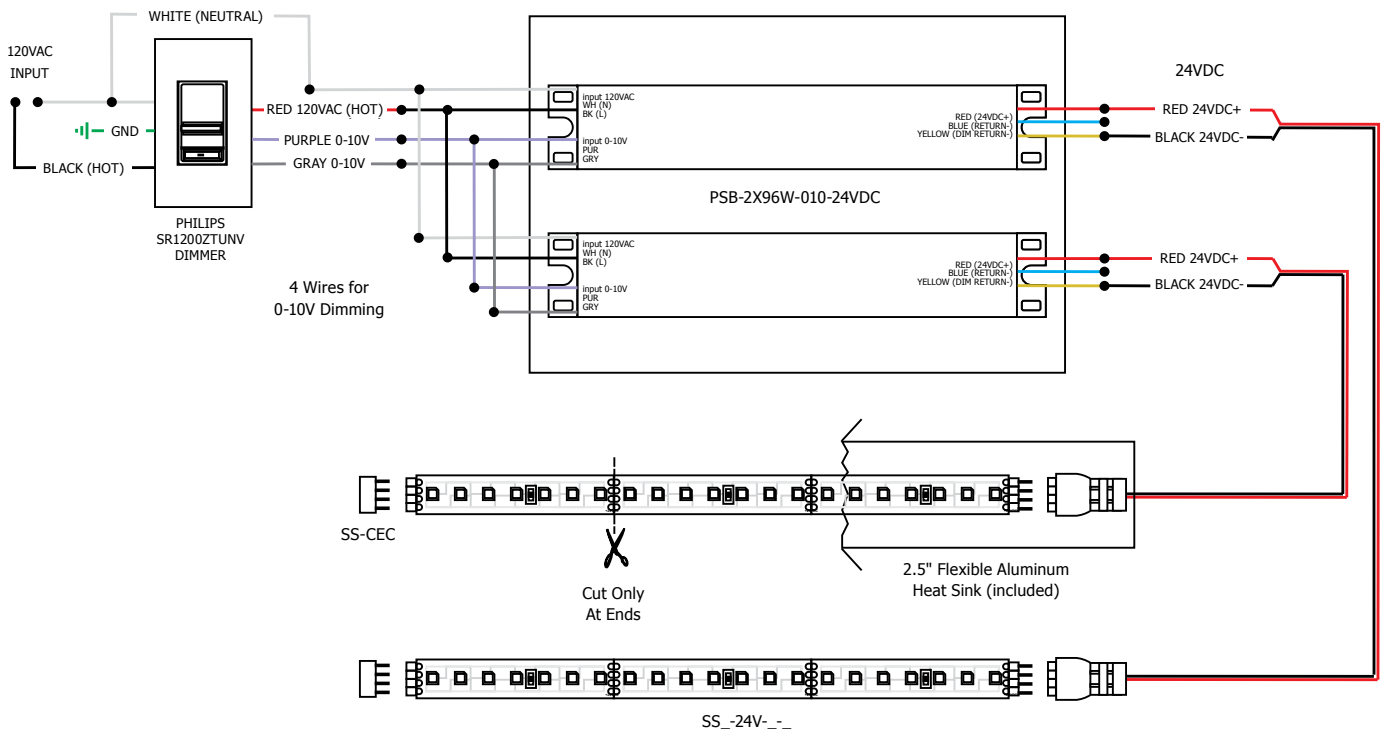 WHITE (NEUTRAL)
120VAC
INPUT
GND
BLACK (HOT)
PHILIPS
SR1200ZTUNV
DIMMER
RED 120VAC (HOT)
PURPLE 0-10V
GRAY 0-10V
4 Wires for
0-10V Dimming
input 120VAC
WH (N)
BK (L)
input 0-10V
PUR
GRY
RED (24VDC+)
BLUE (RETURN-)
YELLOW (DIM RETURN-)
PSB-2X96W-010-24VDC
input 120VAC
WH (N)
BK (L)
input 0-10V
PUR
GRY
RED (24VDC+)
BLUE (RETURN-)
YELLOW (DIM RETURN-)
24VDC
RED 24VDC+
BLACK 24VDC-
RED 24VDC+
BLACK 24VDC-
SS-CEC
Cut Only
At Ends
2.5" Flexible Aluminum
Heat Sink (included)
SS_-24V-_-_